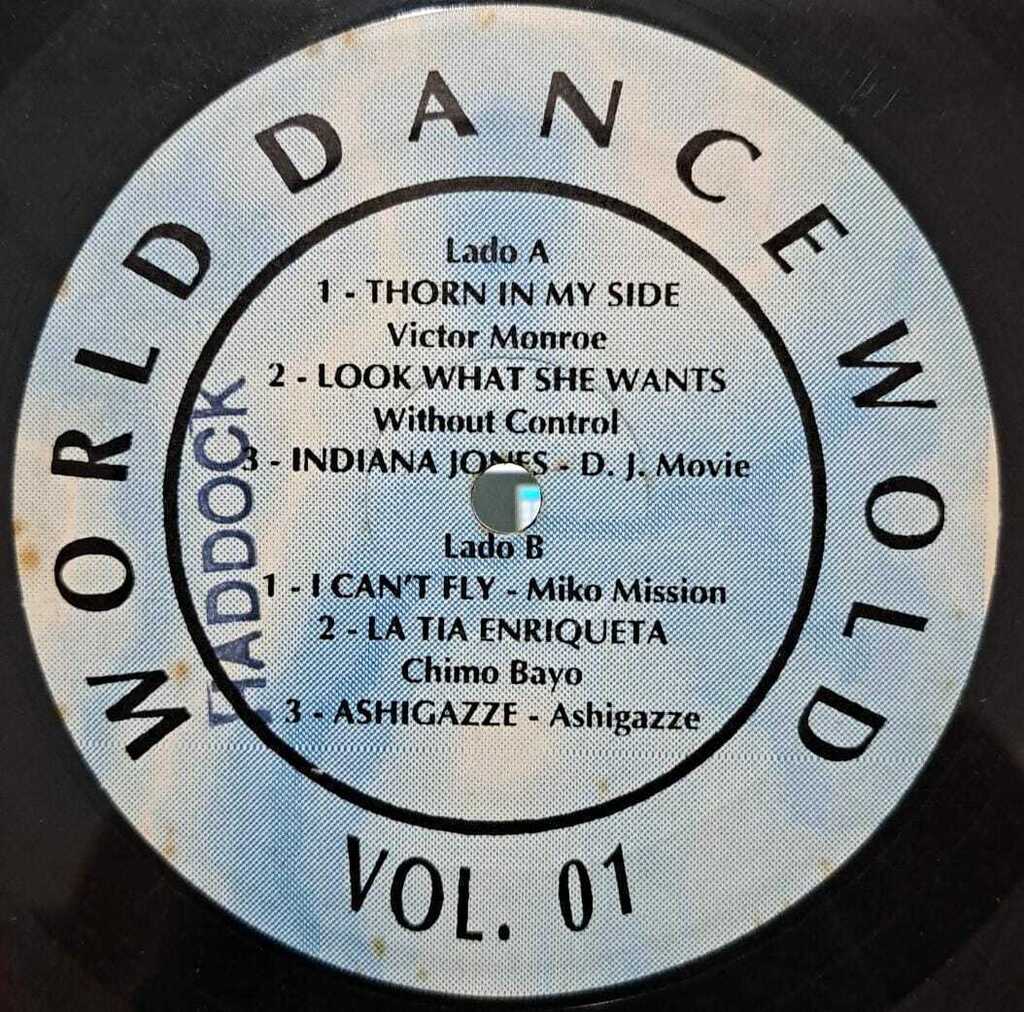 WORLD DANCE WOLD
Lado A
1 - THORN IN MY SIDE
Victor Monroe
2 - LOOK WHAT SHE WANTS
Without Control
3 - INDIANA JONES - D. J. Movie
Lado B
1 - I CAN'T FLY - Miko Mission
2 - LA TIA ENRIQUETA
Chimo Bayo
3 - ASHIGAZZE - Ashigazze
HADDOCK
VOL. 01